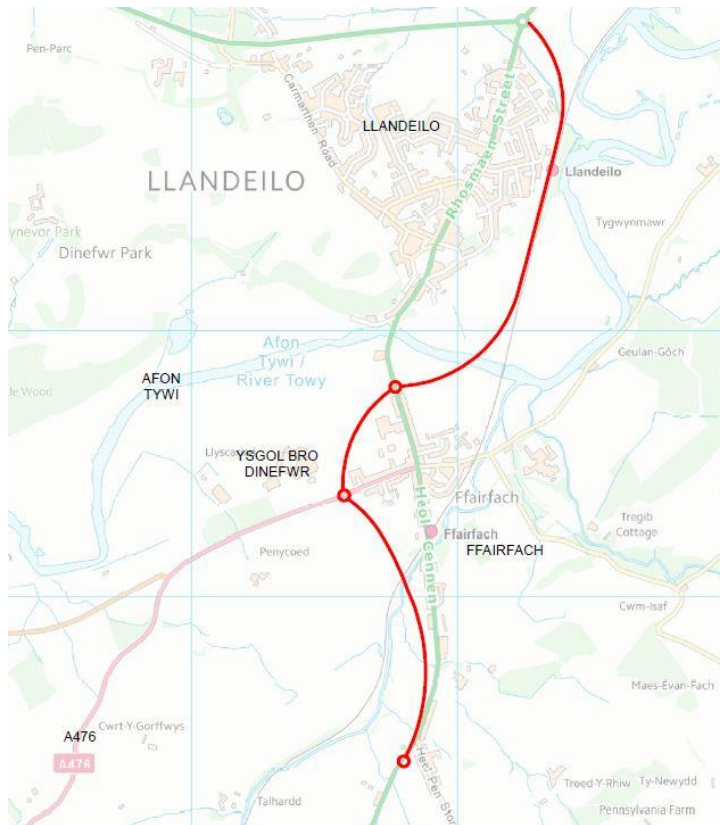 Pen-Parc
Carmarthen Road
LLANDEILO
Rhosmaen Street
Llandeilo
LLANDEILO
Tygwynmawr
ynevor Park
Dinefwr Park
Afon
Tywi /
River Towy
Geulan-Gôch
AFON
TYWI
de Wood
Llyscan
YSGOL BRO
DINEFWR
Ffairfach
Heol Cennen
Tregib
Cottage
Ffairfach
FFAIRFACH
Penycoed
Cwm-Isaf
Maes-Evan-Fach
Cwrt-Y-Gorffwys
A476
A476
Heol Pen Stor
Talhardd
Troed-Y-Rhiw
Ty-Newydd
Pennsylvania Farm